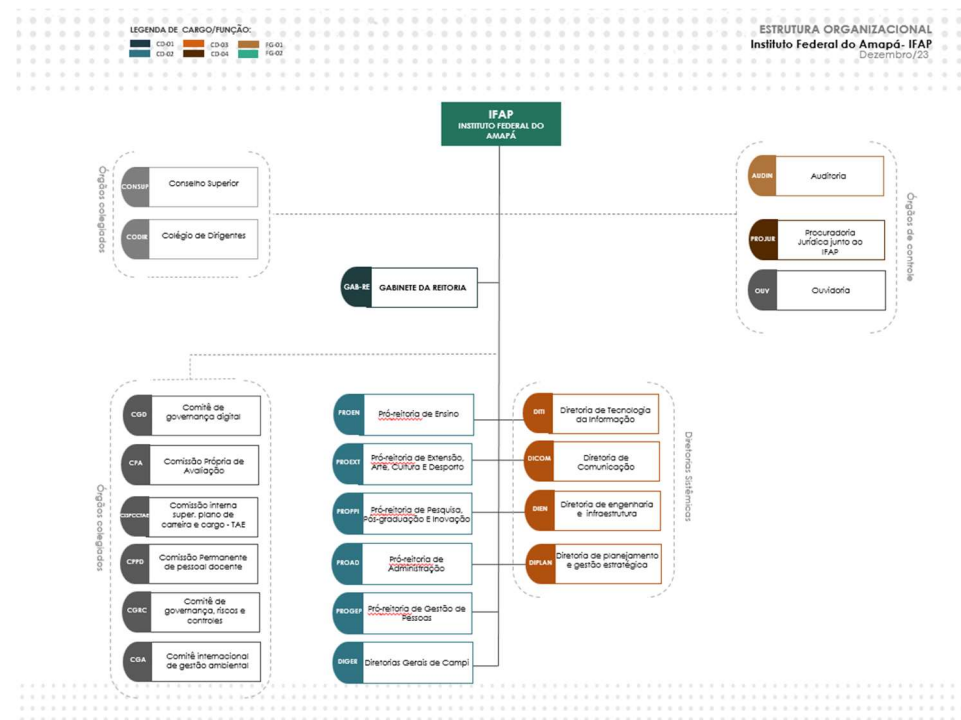 LEGENDA DE CARGO/FUNÇÃO:
CD-01
CD-03
FG-01
CD-02
CD-04
FG-02
ESTRUTURA ORGANIZACIONAL
Instituto Federal do Amapá- IFAP
Dezembro/23
IFAP
INSTITUTO FEDERAL DO
AMAPÁ
Órgãos colegiados
CONSUP
Conselho Superior
CODIR
Colégio de Dirigentes
AUDIN
Auditoria
PROJUR
Procuradoria
Jurídica junto ao
IFAP
OUV
Ouvidoria
Órgãos de controle
GAB-RE
GABINETE DA REITORIA
Órgãos colegiados
CGD
Comitê de
governança digital
CPA
Comissão Própria de
Avaliação
Comissão interna
super. plano de
carreira e cargo - TAE
CPPD
Comissão Permanente
de pessoal docente
CGRC
Comitê de
governança, riscos e
controles
CGA
Comitê internacional
de gestão ambiental
PROEN
Pró-reitoria de Ensino
PROEXT
Pró-reitoria de Extensão,
Arte, Cultura E Desporto
PROPPI
Pró-reitoria de Pesquisa,
Pós-graduação E Inovação
PROAD
Pró-reitoria de
Administração
PROGEP
Pró-reitoria de Gestão de
Pessoas
DIGER
Diretorias Gerais de Campi
DITI
Diretoria de Tecnologia
da Informação
DICOM
Diretoria de
Comunicação
DIEN
Diretoria de engenharia
e infraestrutura
DIPLAN
Diretoria de planejamento
e gestão estratégica
Diretorias Sistêmicas